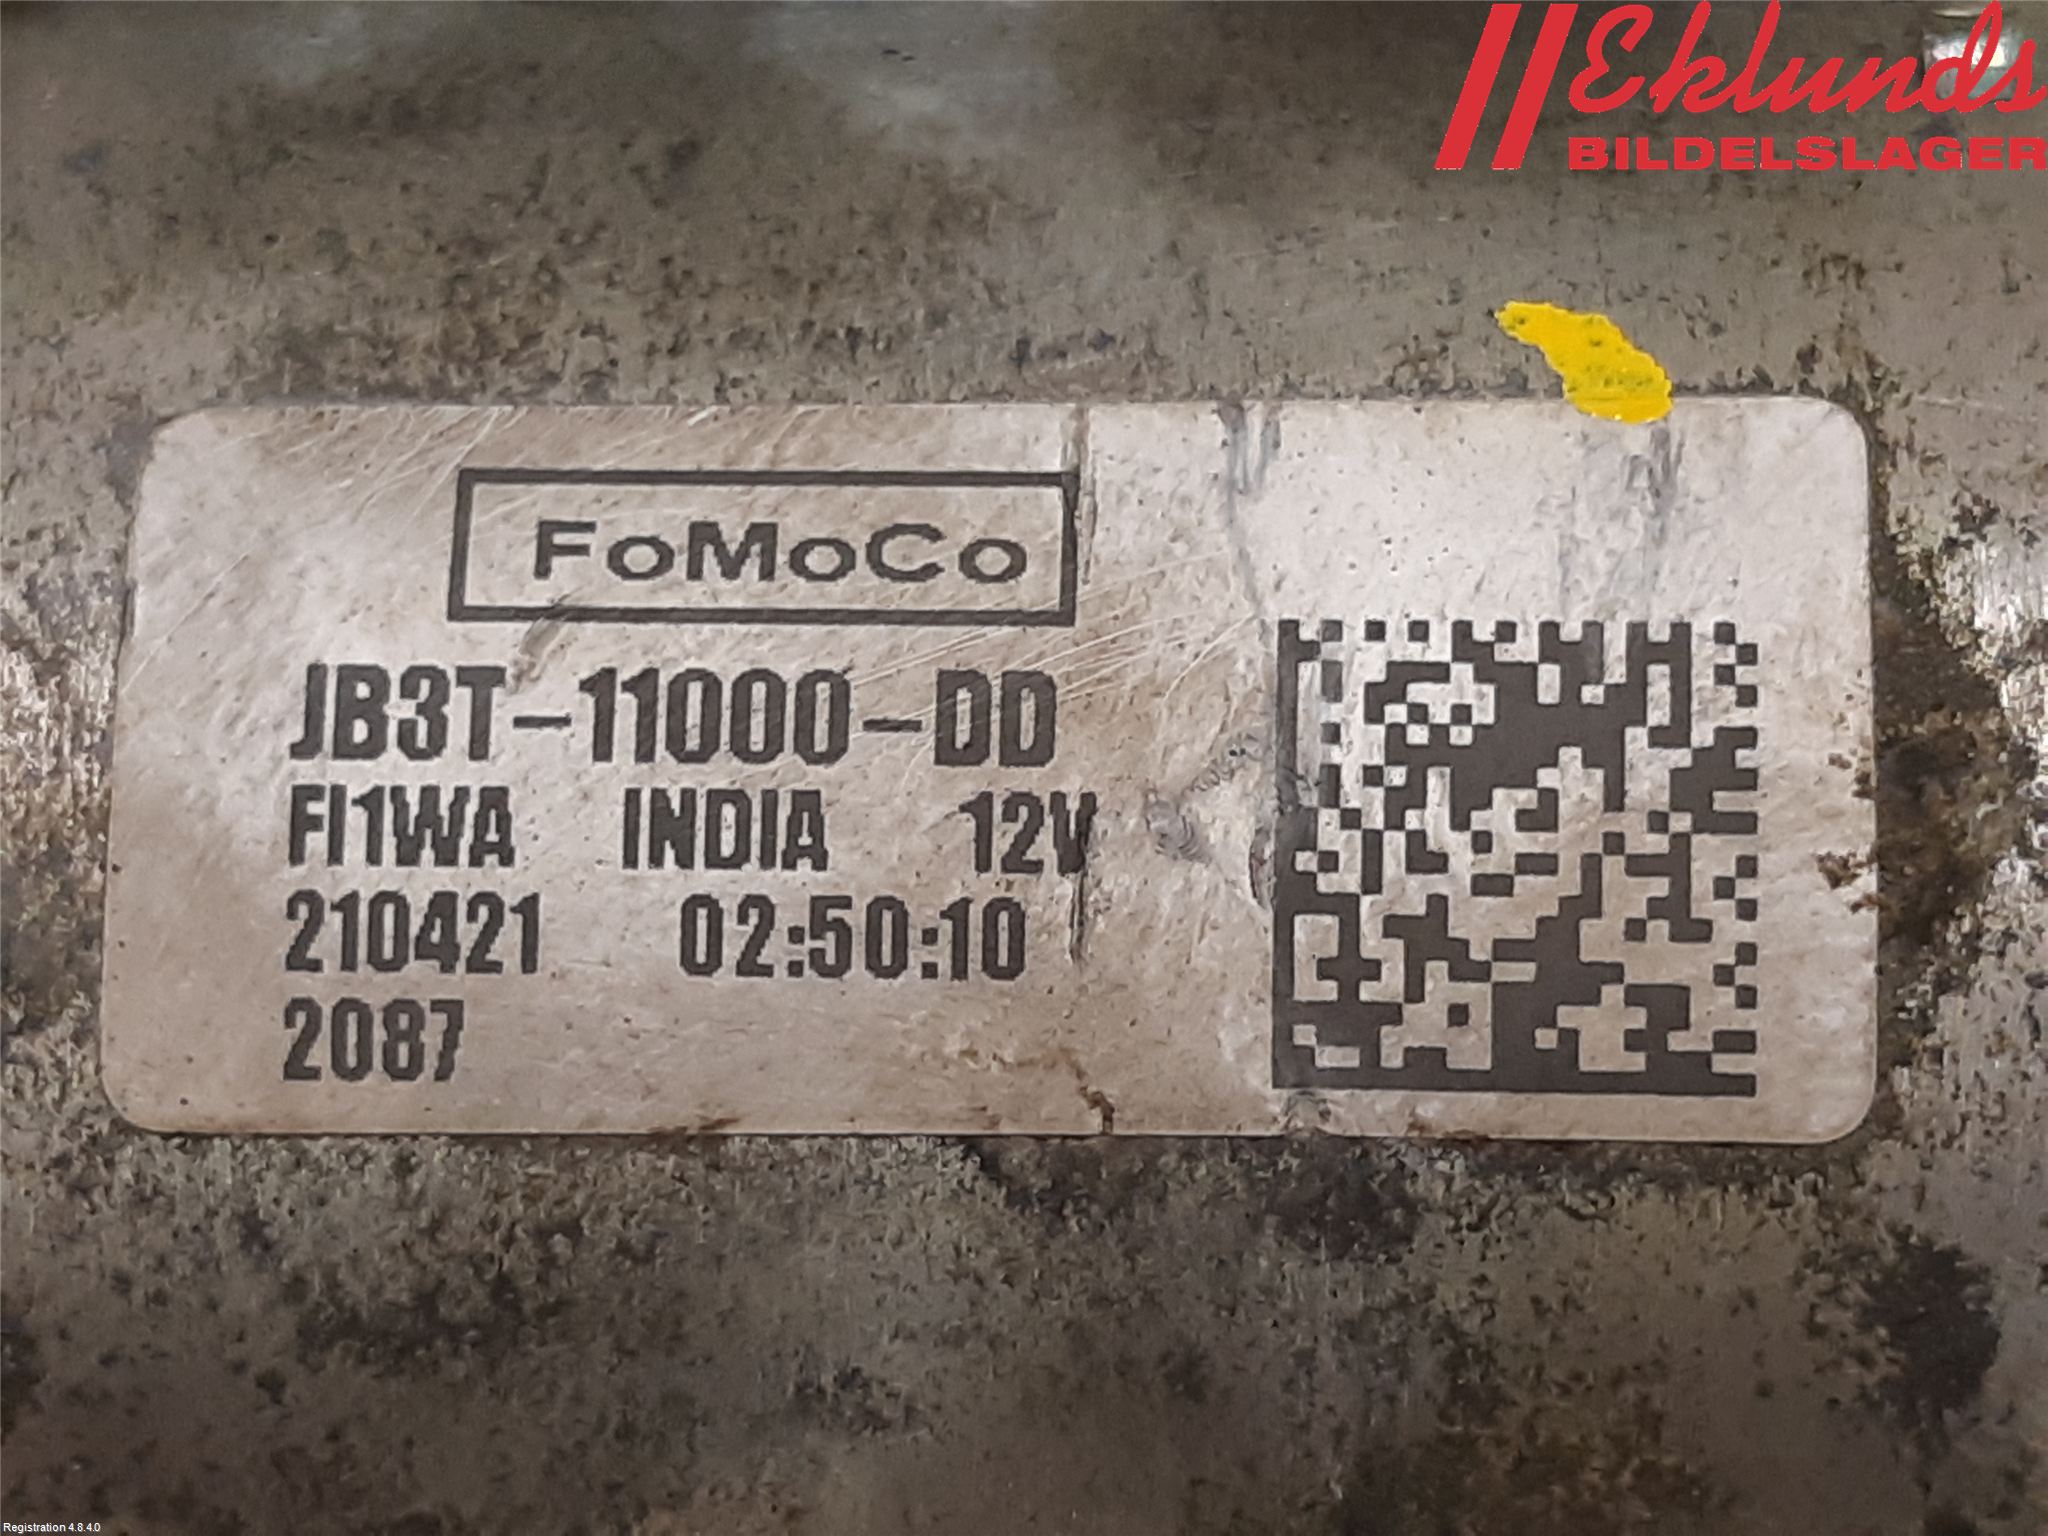 Eklunds
BILDELSLAGER
FoMoCo
JB3T-11000-DD
FI1WA INDIA 12V
210421 02:50:10
2087
Registration 4.8.4.0